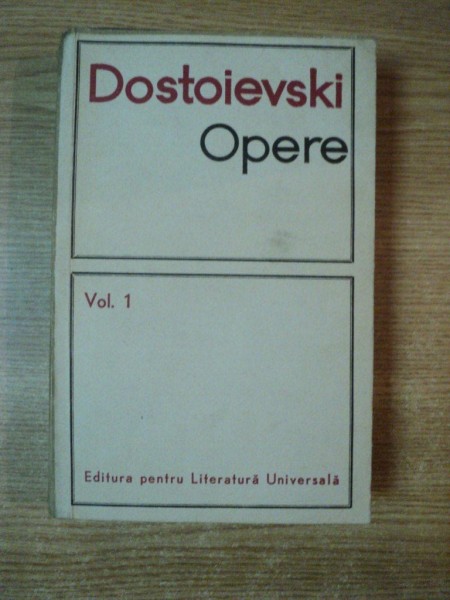 Dostoievski
Opere
Vol. 1
Editura pentru Literatură Universală